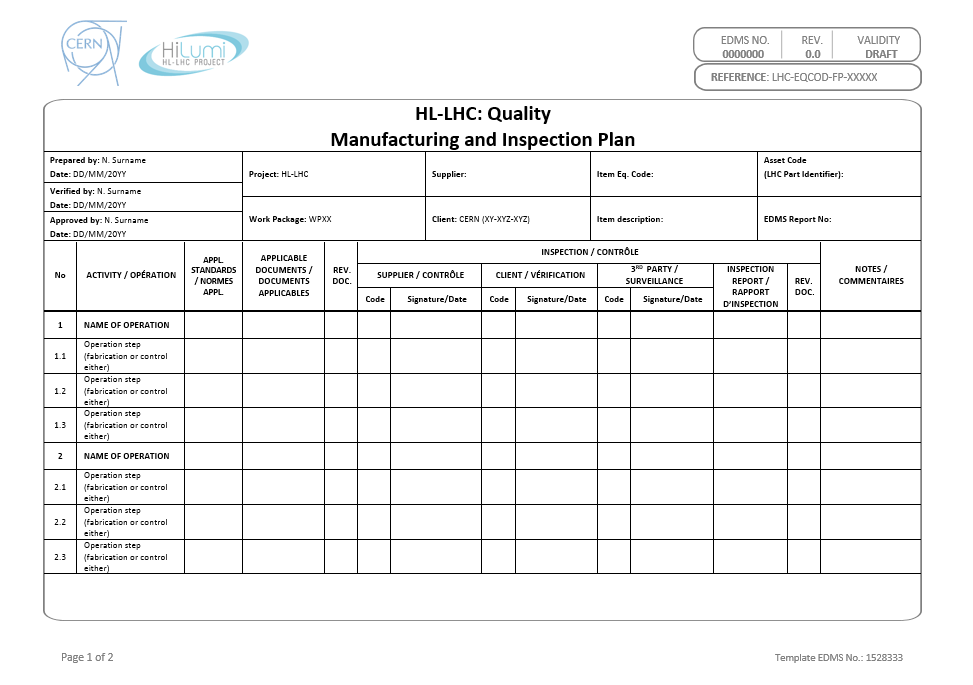 CERN
HiLumi
HL-LHC PROJECT
EDMS NO. REV. VALIDITY
0000000 0.0 DRAFT
REFERENCE: LHC-EQCOD-FP-XXXXX
HL-LHC: Quality
Manufacturing and Inspection Plan
Prepared by: N. Surname
Date: DD/MM/20YY
Verified by: N. Surname
Date: DD/MM/20YY
Approved by: N. Surname
Date: DD/MM/20YY
Project: HL-LHC
Supplier:
Item Eq. Code:
Asset Code
(LHC Part Identifier):
Work Package: WPXX
Client: CERN (XY-XYZ-XYZ)
Item description:
EDMS Report No:
No
ACTIVITY / OPÉRATION
APPL.
STANDARDS
/ NORMES
APPL.
APPLICABLE
DOCUMENTS /
DOCUMENTS
APPLICABLES
REV.
DOC.
INSPECTION / CONTRÔLE
SUPPLIER / CONTRÔLE
CLIENT / VÉRIFICATION
3RD PARTY /
SURVEILLANCE
INSPECTION
REPORT /
RAPPORT
D'INSPECTION
REV.
DOC.
NOTES /
COMMENTAIRES
Code Signature/Date Code Signature/Date Code Signature/Date
1 NAME OF OPERATION
1.1 Operation step
(fabrication or control
either)
1.2 Operation step
(fabrication or control
either)
1.3 Operation step
(fabrication or control
either)
2 NAME OF OPERATION
2.1 Operation step
(fabrication or control
either)
2.2 Operation step
(fabrication or control
either)
2.3 Operation step
(fabrication or control
either)
Page 1 of 2
Template EDMS No.: 1528333